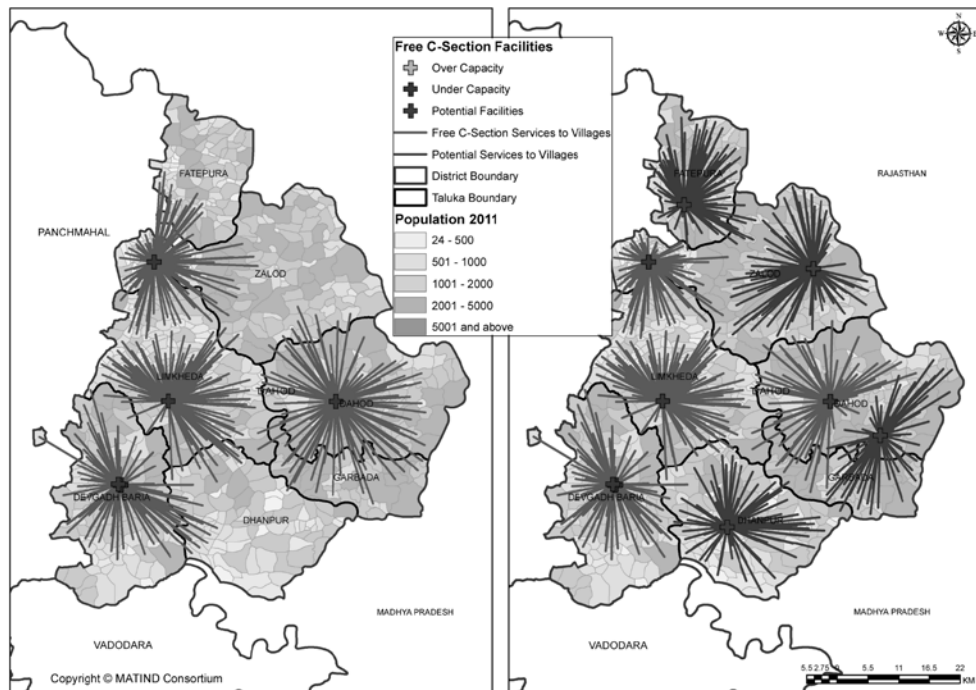 N
W E
S
Free C-Section Facilities
Over Capacity
Under Capacity
Potential Facilities
Free C-Section Services to Villages
Potential Services to Villages
District Boundary
Taluka Boundary
Population 2011
24 - 500
501 - 1000
1001 - 2000
2001 - 5000
5001 and above
FATEPURA
PANCHMAHAL
ZALOD
LIMKHEDA
DAHOD
DAHOD
GARBADA
DEVGADH BARIA
DHANPUR
MADHYA PRADESH
VADODARA
Copyright © MATIND Consortium
FATEPURA
RAJASTHAN
ZALOD
LIMKHEDA
DAHOD
DAHOD
GARBADA
DEVGADH BARIA
DHANPUR
MADHYA PRADESH
VADODARA
5.5 2.75 0 5.5 11 16.5 22
KM